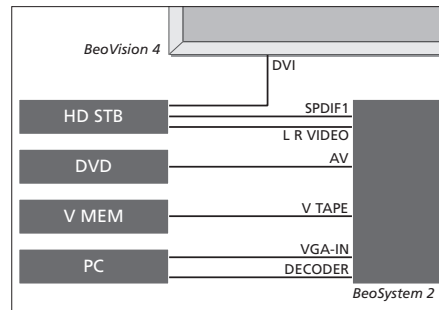 BeoVision 4
DVI
HD STB
SPDIF1
L R VIDEO
DVD
AV
V MEM
V TAPE
PC
VGA-IN
DECODER
BeoSystem 2